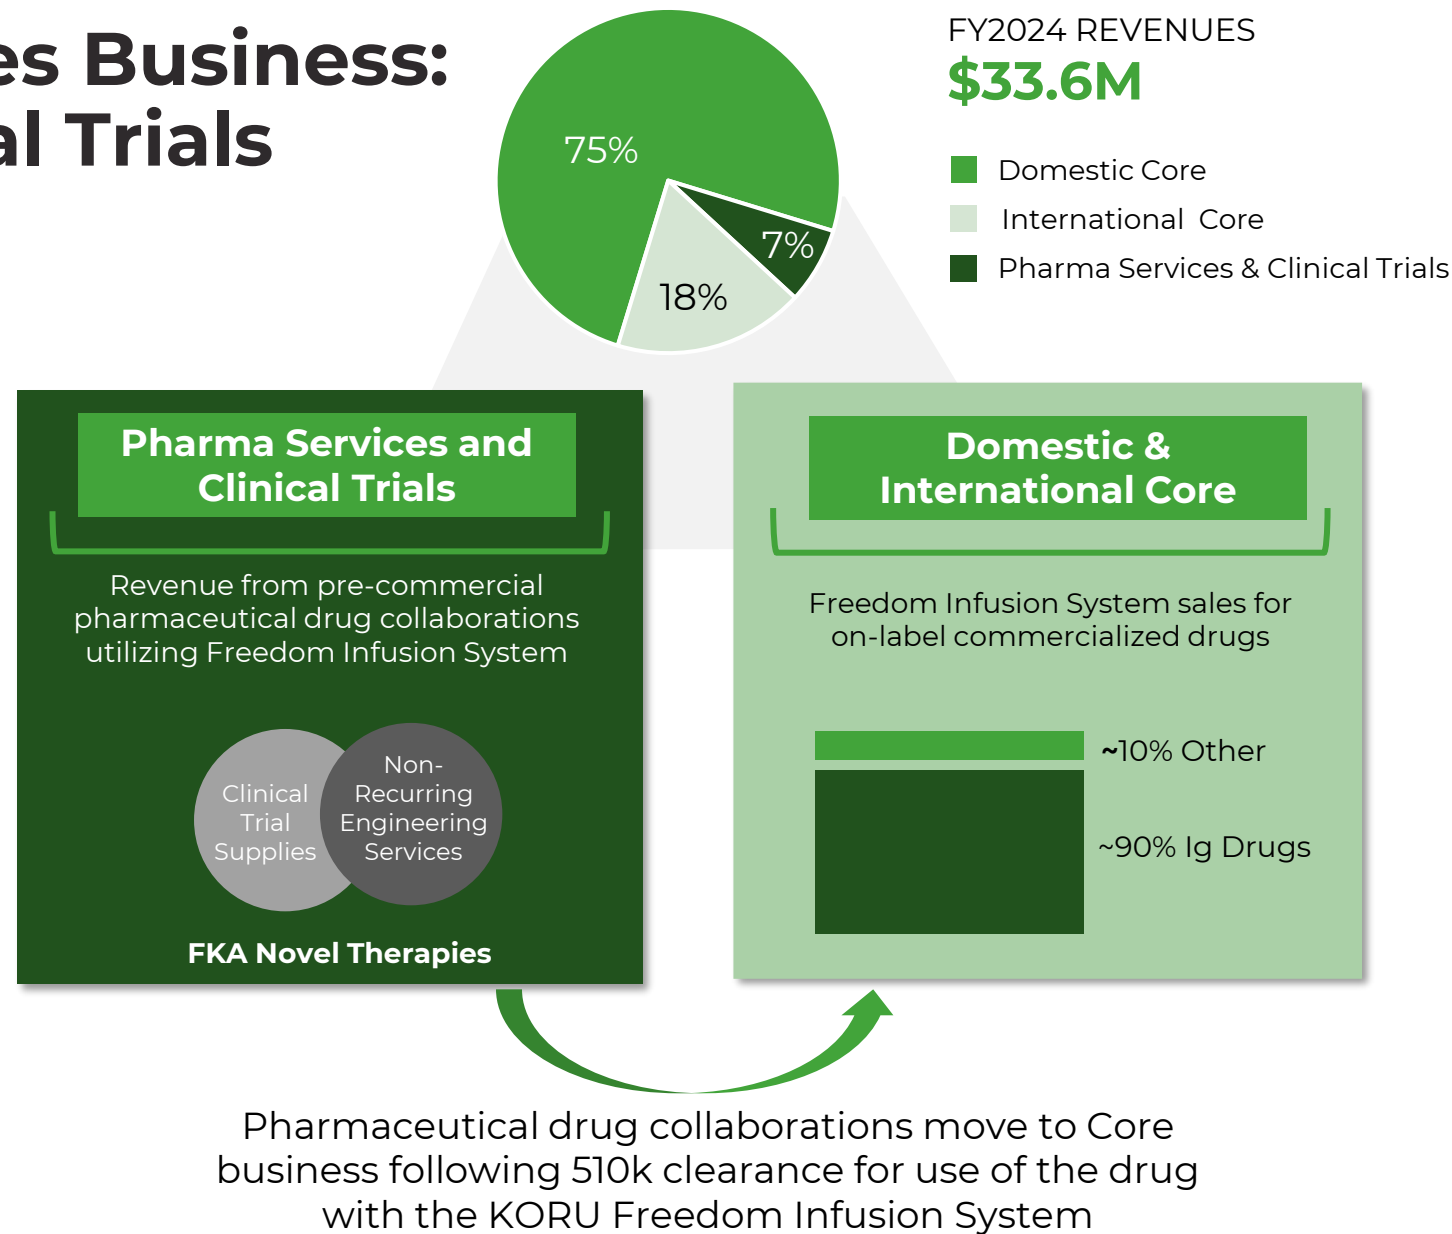 es Business:
al Trials
75%
7%
18%
FY2024 REVENUES
$33.6M
Domestic Core
International Core
Pharma Services & Clinical Trials
Pharma Services and
Clinical Trials
Revenue from pre-commercial
pharmaceutical drug collaborations
utilizing Freedom Infusion System
Clinical
Trial
Supplies
Non-
Recurring
Engineering
Services
FKA Novel Therapies
Domestic &
International Core
Freedom Infusion System sales for
on-label commercialized drugs
~10% Other
~90% Ig Drugs
Pharmaceutical drug collaborations move to Core
business following 510k clearance for use of the drug
with the KORU Freedom Infusion System